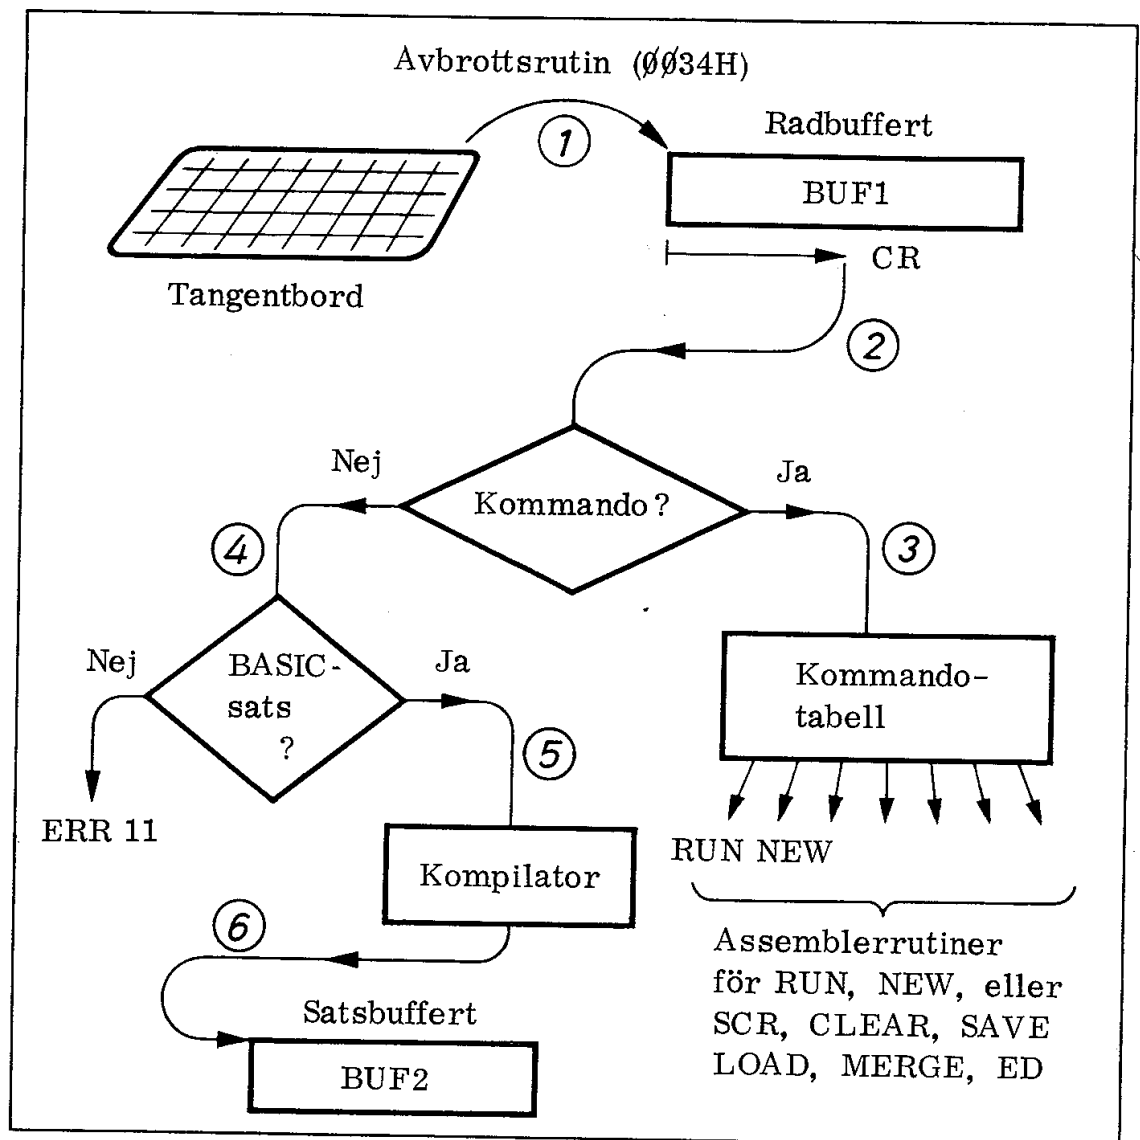 Avbrottsrutin (ØØ34H)
1
Radbuffert
BUF1
CR
Tangentbord
2
Nej
Kommando?
Ja
4
3
Nej
BASIC-
sats
?
Ja
5
Kommando-
tabell
ERR 11
RUN NEW
Kompilator
6
Assemblerrutiner
för RUN, NEW, eller
SCR, CLEAR, SAVE
LOAD, MERGE, ED
Satsbuffert
BUF2